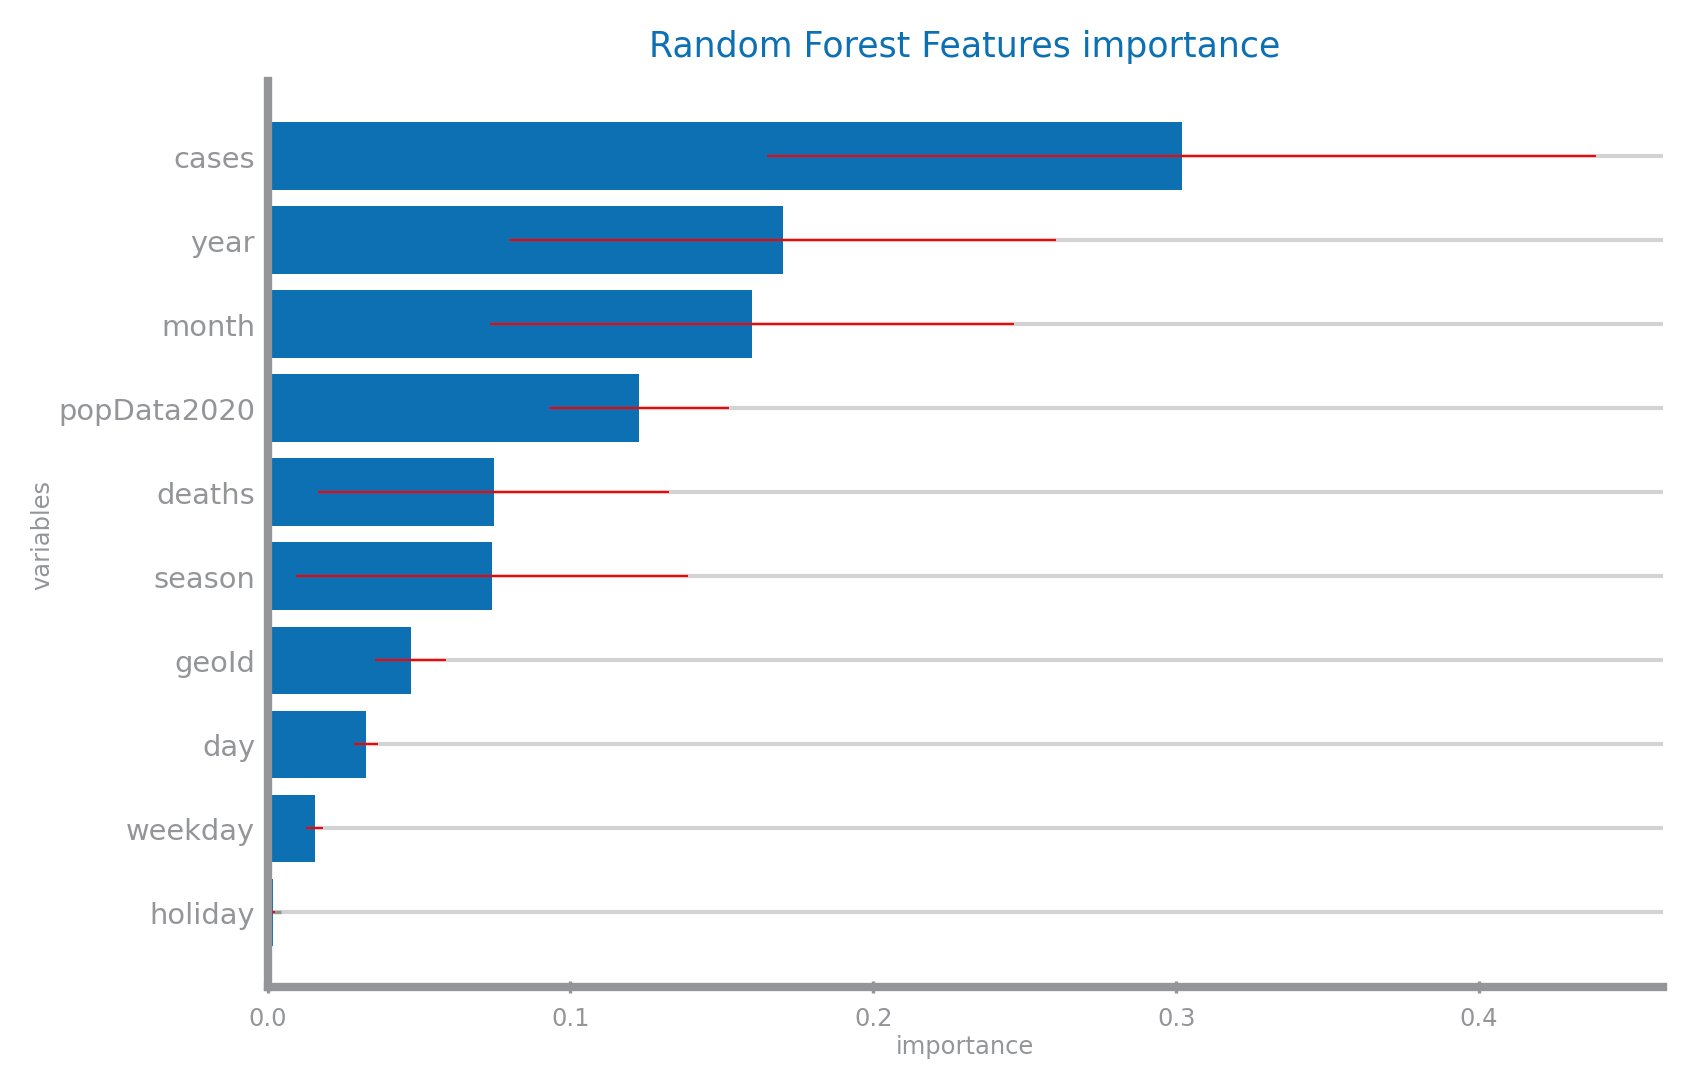 Random Forest Features importance
cases
year
month
popData2020
deaths
season
geoId
day
weekday
holiday
variables
0.0 0.1 0.2 0.3 0.4
importance